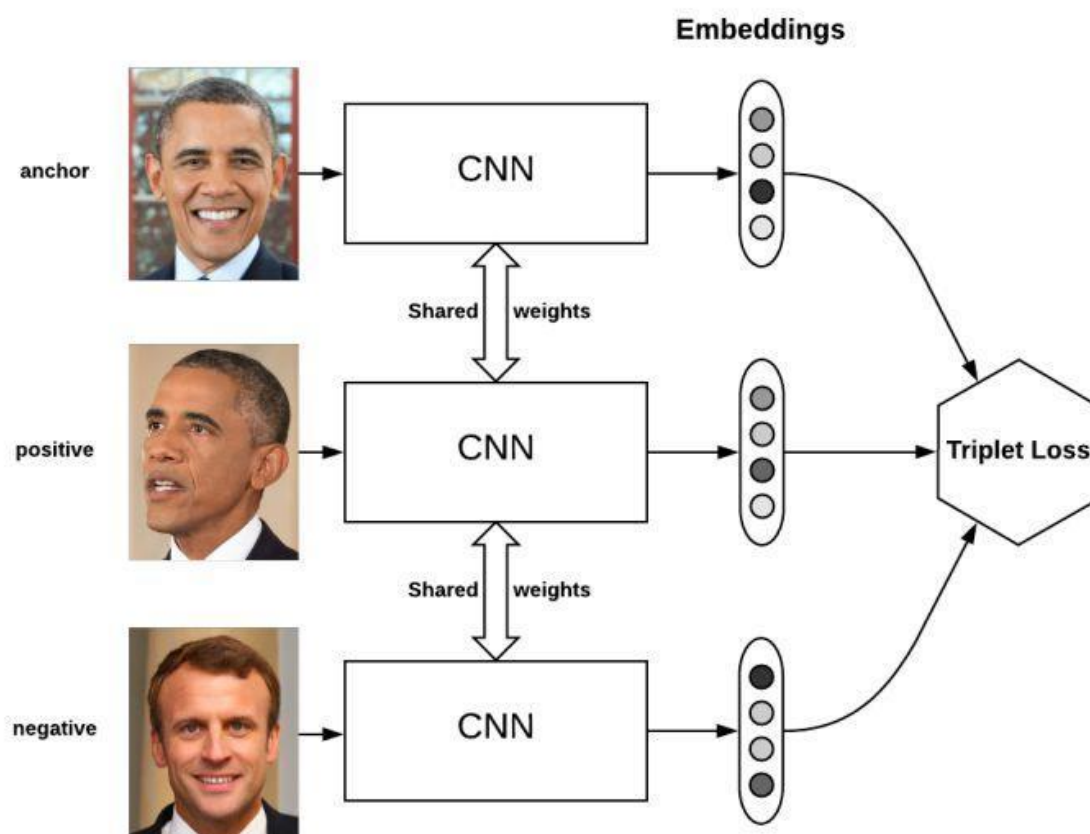 Embeddings
anchor
CNN
Shared weights
positive
CNN
Triplet Loss
Shared weights
negative
CNN